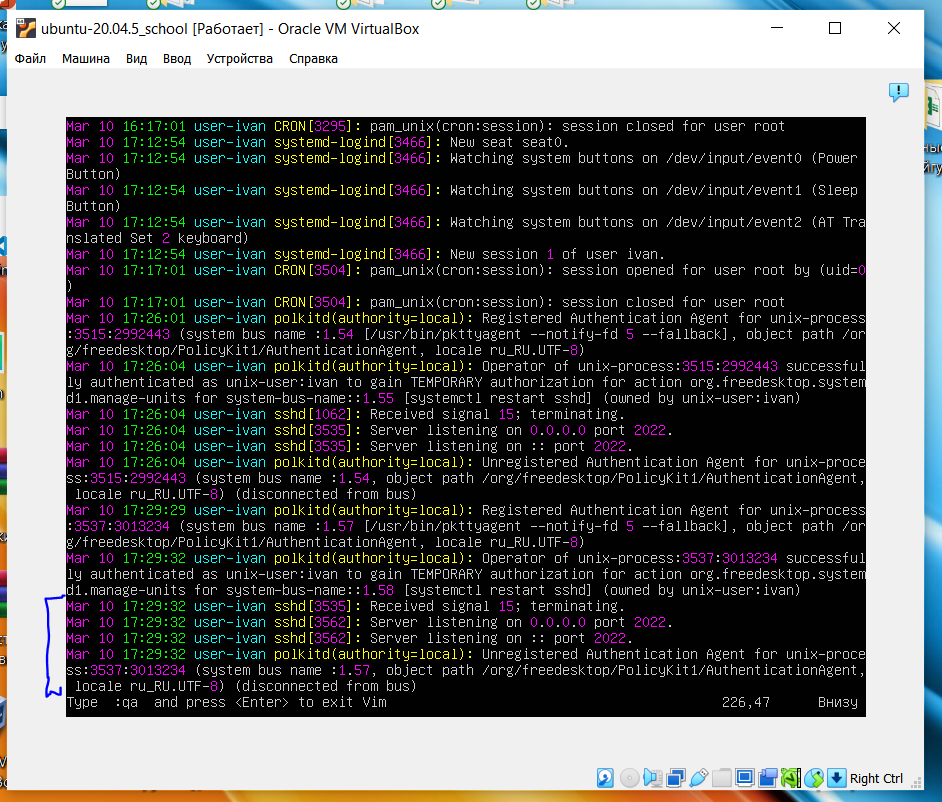 ubuntu-20.04.5_school [Работает] - Oracle VM VirtualBox
Файл Машина Вид Ввод Устройства Справка
Mar 10 16:17:01 user-ivan CRON[3295]: pam_unix(cron:session): session closed for user root
Mar 10 17:12:54 user-ivan systemd-logind[3466]: New seat seat0.
Mar 10 17:12:54 user-ivan systemd-logind[3466]: Watching system buttons on /dev/input/event0 (Power
Button)
Mar 10 17:12:54 user-ivan systemd-logind[3466]: Watching system buttons on /dev/input/event1 (Sleep
Button)
Mar 10 17:12:54 user-ivan systemd-logind[3466]: Watching system buttons on /dev/input/event2 (AT Tra
nslated Set 2 keyboard)
Mar 10 17:12:54 user-ivan systemd-logind[3466]: New session 1 of user ivan.
Mar 10 17:17:01 user-ivan CRON[3504]: pam_unix(cron:session): session opened for user root by (uid=0
)
Mar 10 17:17:01 user-ivan CRON[3504]: pam_unix(cron:session): session closed for user root
Mar 10 17:26:01 user-ivan polkitd(authority=local): Registered Authentication Agent for unix-process
:3515:2992443 (system bus name :1.54 [/usr/bin/pkttyagent --notify-fd 5 --fallback], object path /or
g/freedesktop/PolicyKit1/AuthenticationAgent, locale ru_RU.UTF-8)
Mar 10 17:26:04 user-ivan polkitd(authority=local): Operator of unix-process:3515:2992443 successful
ly authenticated as unix-user:ivan to gain TEMPORARY authorization for action org.freedesktop.system
d1.manage-units for system-bus-name::1.55 [systemctl restart sshd] (owned by unix-user:ivan)
Mar 10 17:26:04 user-ivan sshd[1062]: Received signal 15; terminating.
Mar 10 17:26:04 user-ivan sshd[3535]: Server listening on 0.0.0.0 port 2022.
Mar 10 17:26:04 user-ivan sshd[3535]: Server listening on :: port 2022.
Mar 10 17:26:04 user-ivan polkitd(authority=local): Unregistered Authentication Agent for unix-proce
ss:3515:2992443 (system bus name :1.54, object path /org/freedesktop/PolicyKit1/AuthenticationAgent,
locale ru_RU.UTF-8) (disconnected from bus)
Mar 10 17:29:29 user-ivan polkitd(authority=local): Registered Authentication Agent for unix-process
:3537:3013234 (system bus name :1.57 [/usr/bin/pkttyagent --notify-fd 5 --fallback], object path /or
g/freedesktop/PolicyKit1/AuthenticationAgent, locale ru_RU.UTF-8)
Mar 10 17:29:32 user-ivan polkitd(authority=local): Operator of unix-process:3537:3013234 successful
ly authenticated as unix-user:ivan to gain TEMPORARY authorization for action org.freedesktop.system
d1.manage-units for system-bus-name::1.58 [systemctl restart sshd] (owned by unix-user:ivan)
Mar 10 17:29:32 user-ivan sshd[3535]: Received signal 15; terminating.
Mar 10 17:29:32 user-ivan sshd[3562]: Server listening on 0.0.0.0 port 2022.
Mar 10 17:29:32 user-ivan sshd[3562]: Server listening on :: port 2022.
Mar 10 17:29:32 user-ivan polkitd(authority=local): Unregistered Authentication Agent for unix-proce
ss:3537:3013234 (system bus name :1.57, object path /org/freedesktop/PolicyKit1/AuthenticationAgent,
locale ru_RU.UTF-8) (disconnected from bus)
Type :qa and press <Enter> to exit Vim 226,47 Внизу
Right Ctrl